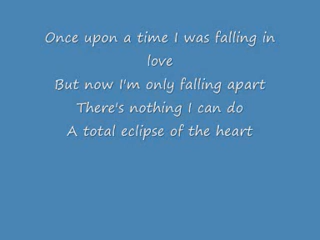 Once upon a time I was falling in
love
But now I'm only falling apart
There's nothing I can do
A total eclipse of the heart